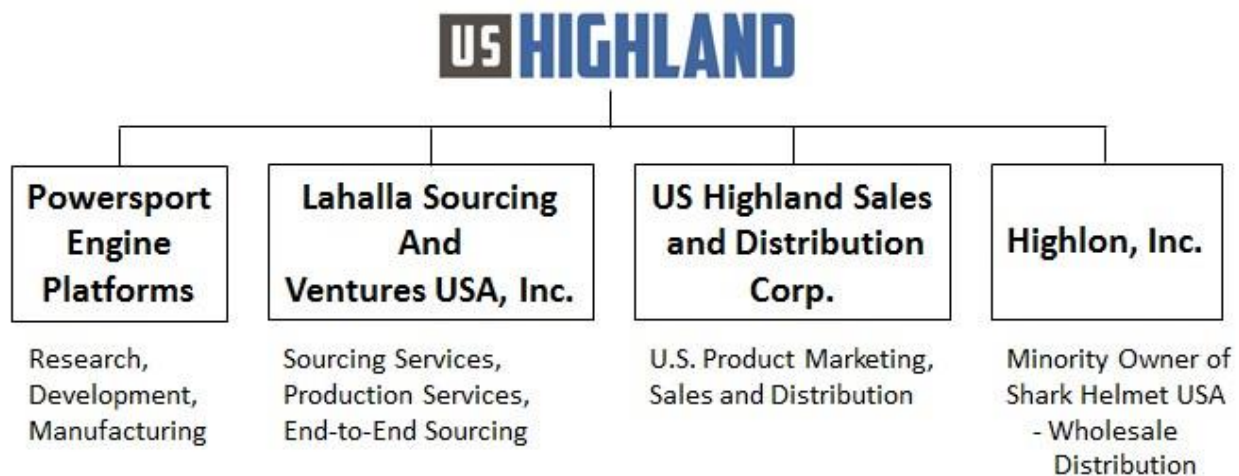 US HIGHLAND
Powersport
Engine
Platforms
Lahalla Sourcing
And
Ventures USA, Inc.
US Highland Sales
and Distribution
Corp.
Highlon, Inc.
Research,
Development,
Manufacturing
Sourcing Services,
Production Services,
End-to-End Sourcing
U.S. Product Marketing,
Sales and Distribution
Minority Owner of
Shark Helmet USA
- Wholesale
Distribution